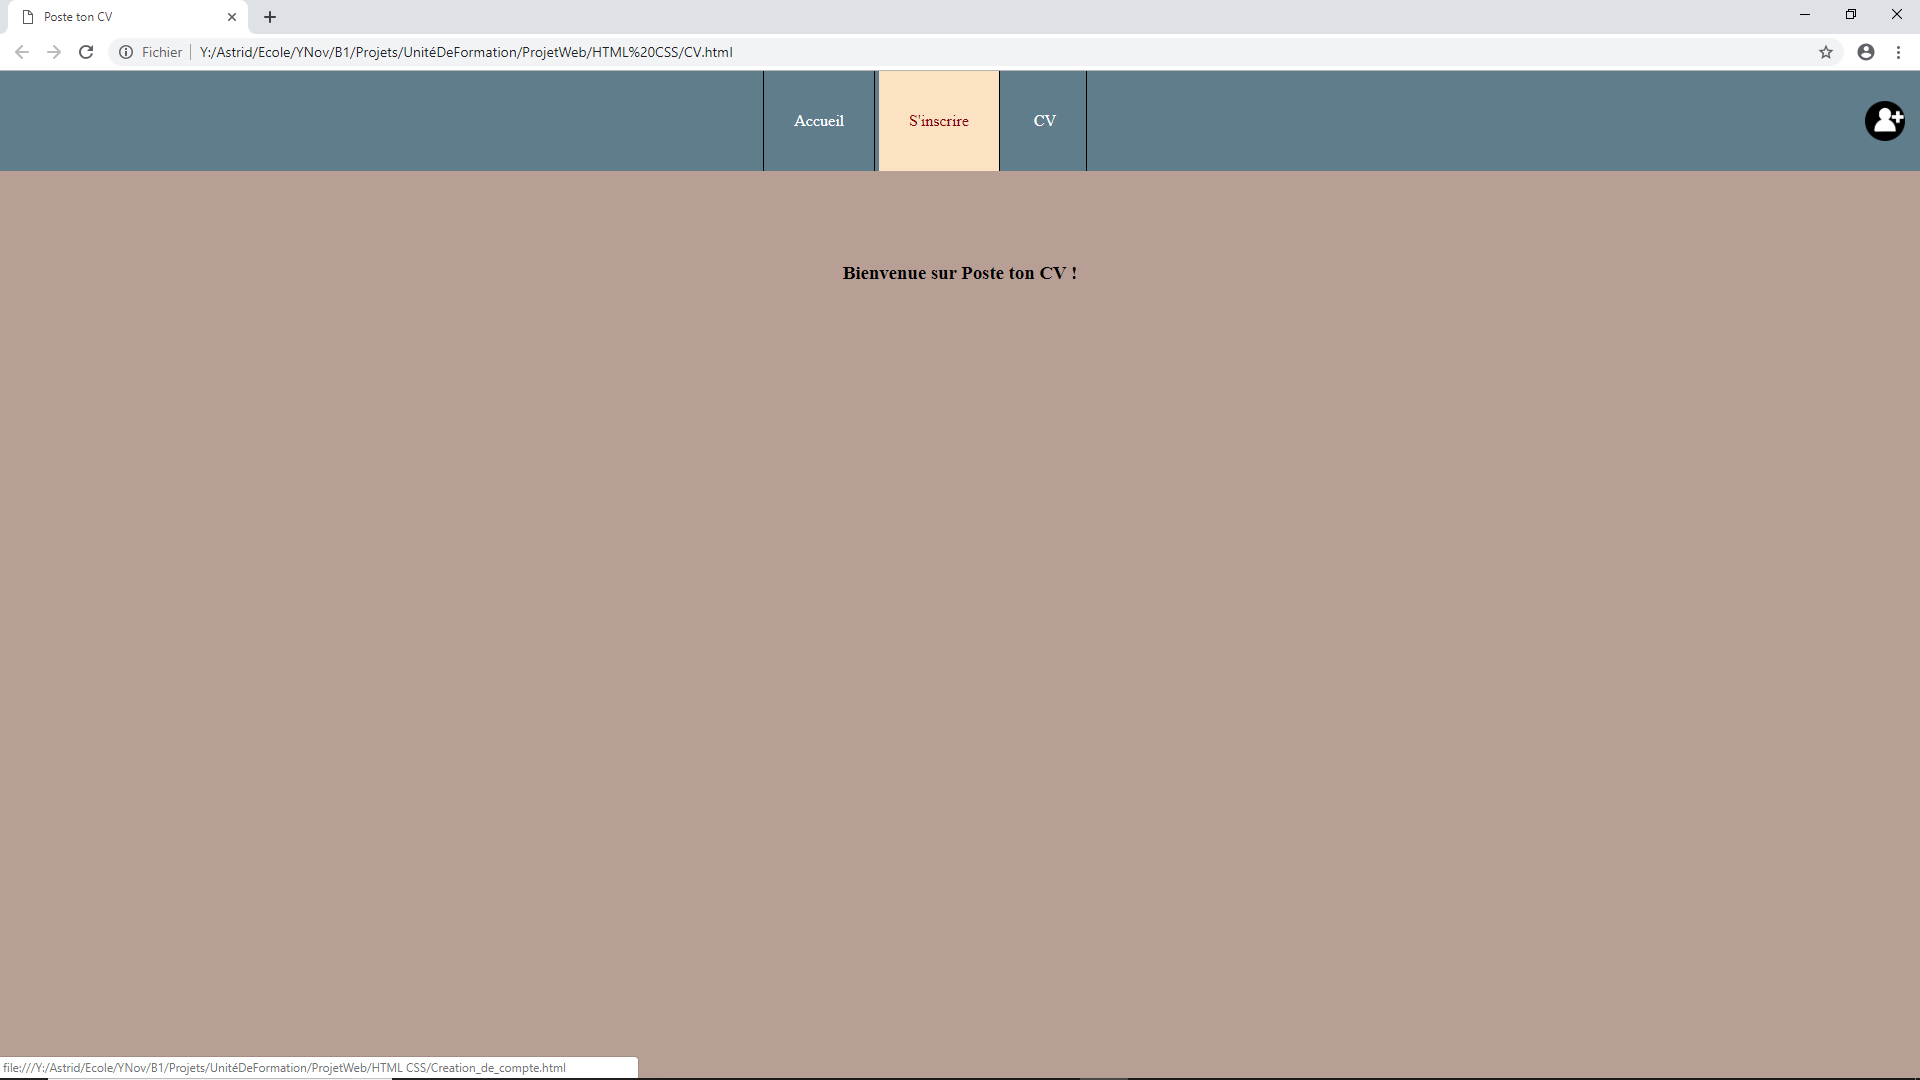 Poste ton CV
Fichier Y:/Astrid/Ecole/YNov/B1/Projets/UnitéDeFormation/ProjetWeb/HTML%20CSS/CV.html
Accueil S'inscrire CV
Bienvenue sur Poste ton CV !
file:///Y:/Astrid/Ecole/YNov/B1/Projets/UnitéDeFormation/ProjetWeb/HTML CSS/Creation_de_compte.html